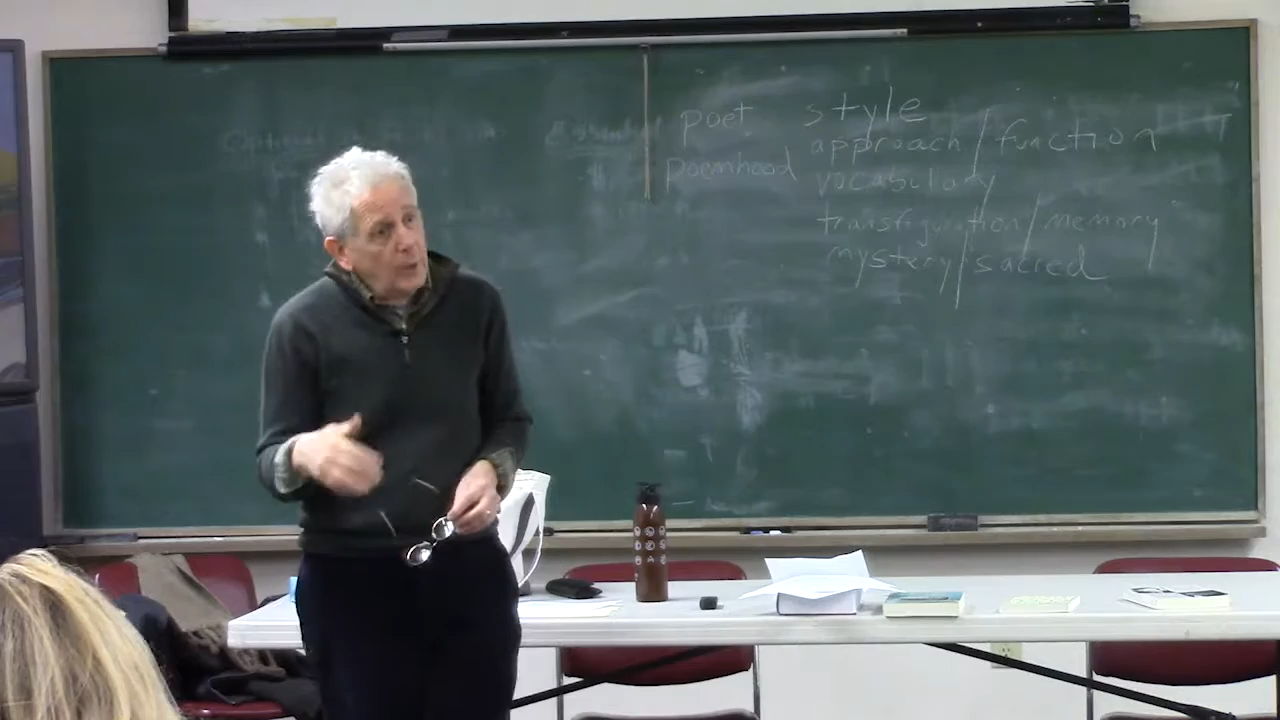 poet style
poemhood approach/function
vocabulary
transfiguration/memory
mystery/sacred